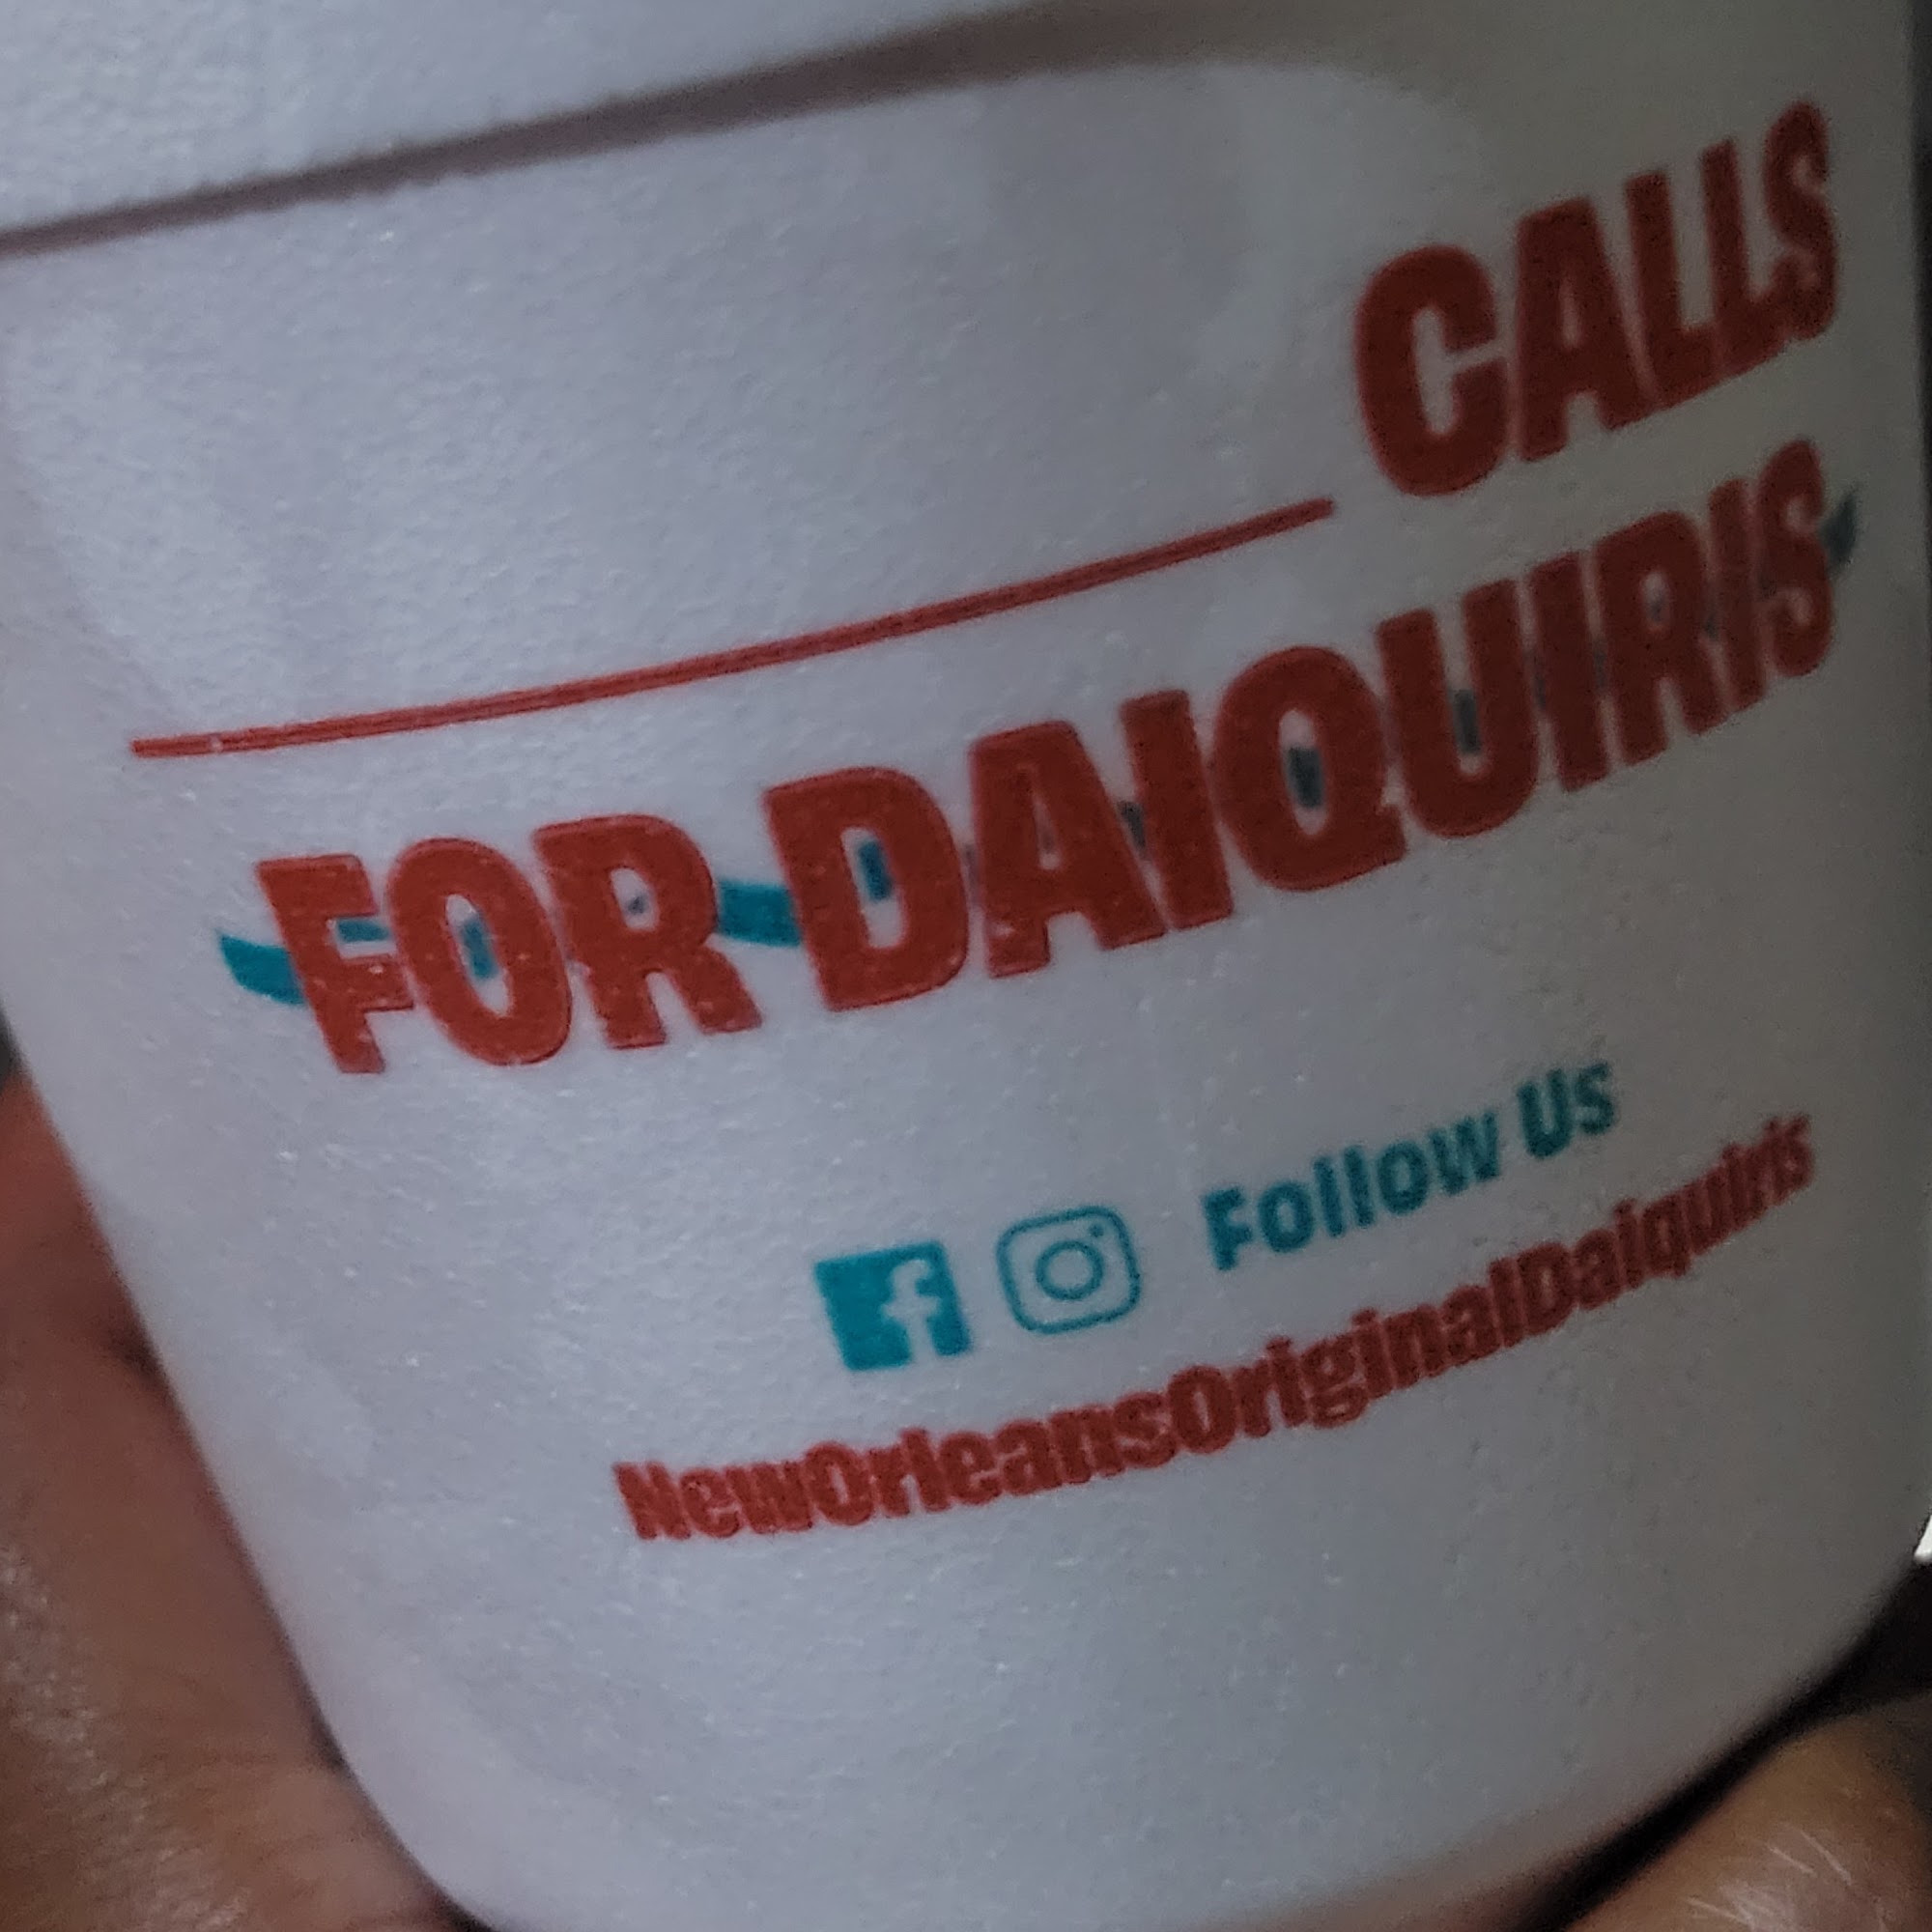 CALLS
FOR DAIQUIRIS
Follow Us
NewOrleansOriginalDaiquiris